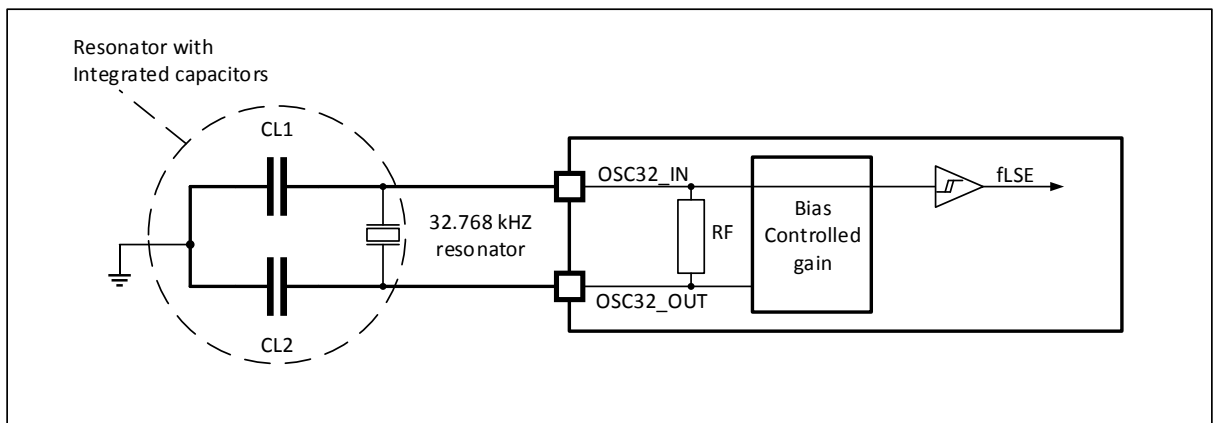 Resonator with
Integrated capacitors
CL1
OSC32_IN
fLSE
32.768 kHZ
resonator
RF
Bias
Controlled
gain
OSC32_OUT
CL2